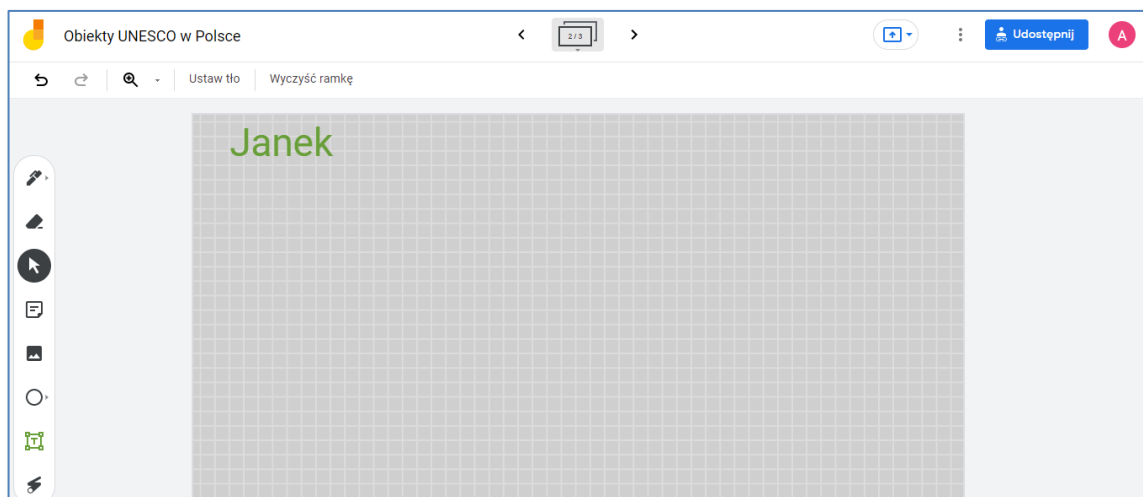 Obiekty UNESCO w Polsce
2 / 3
Udostępnij
A
Ustaw tło
Wyczyść ramkę
Janek
T